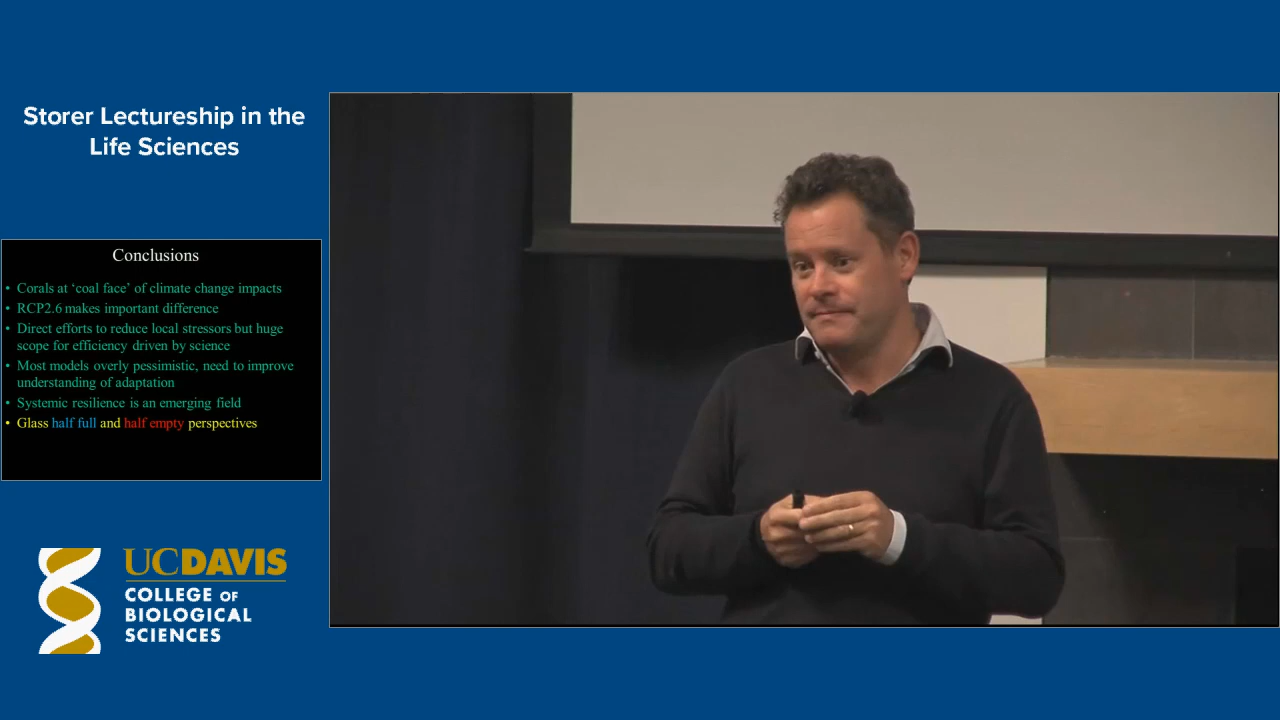 Storer Lectureship in the
Life Sciences
Conclusions
• Corals at ‘coal face’ of climate change impacts
• RCP2.6 makes important difference
• Direct efforts to reduce local stressors but huge
scope for efficiency driven by science
• Most models overly pessimistic, need to improve
understanding of adaptation
• Systemic resilience is an emerging field
• Glass half full and half empty perspectives
UCDAVIS
COLLEGE OF
BIOLOGICAL
SCIENCES